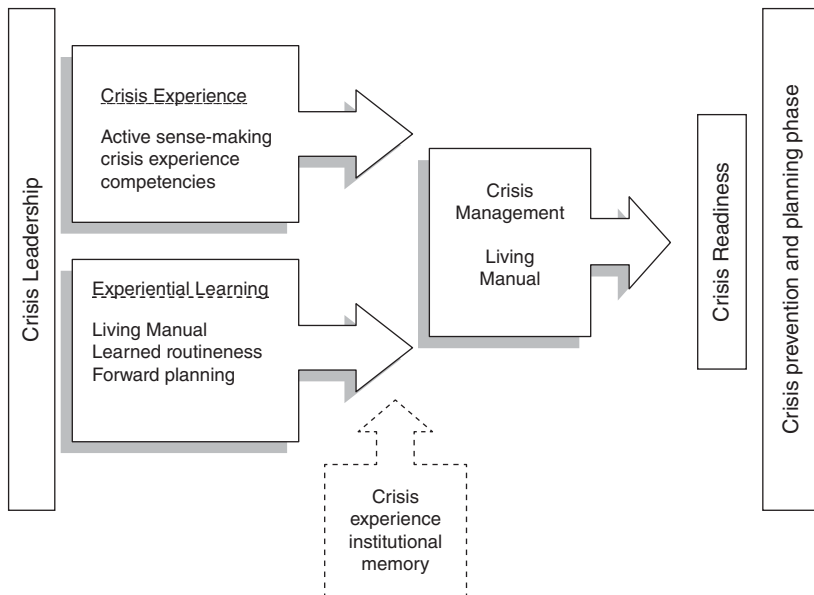 Crisis Leadership
Crisis Experience
Active sense-making
crisis experience
competencies
Experiential Learning
Living Manual
Learned routineness
Forward planning
Crisis
experience
institutional
memory
Crisis
Management
Living
Manual
Crisis Readiness
Crisis prevention and planning phase